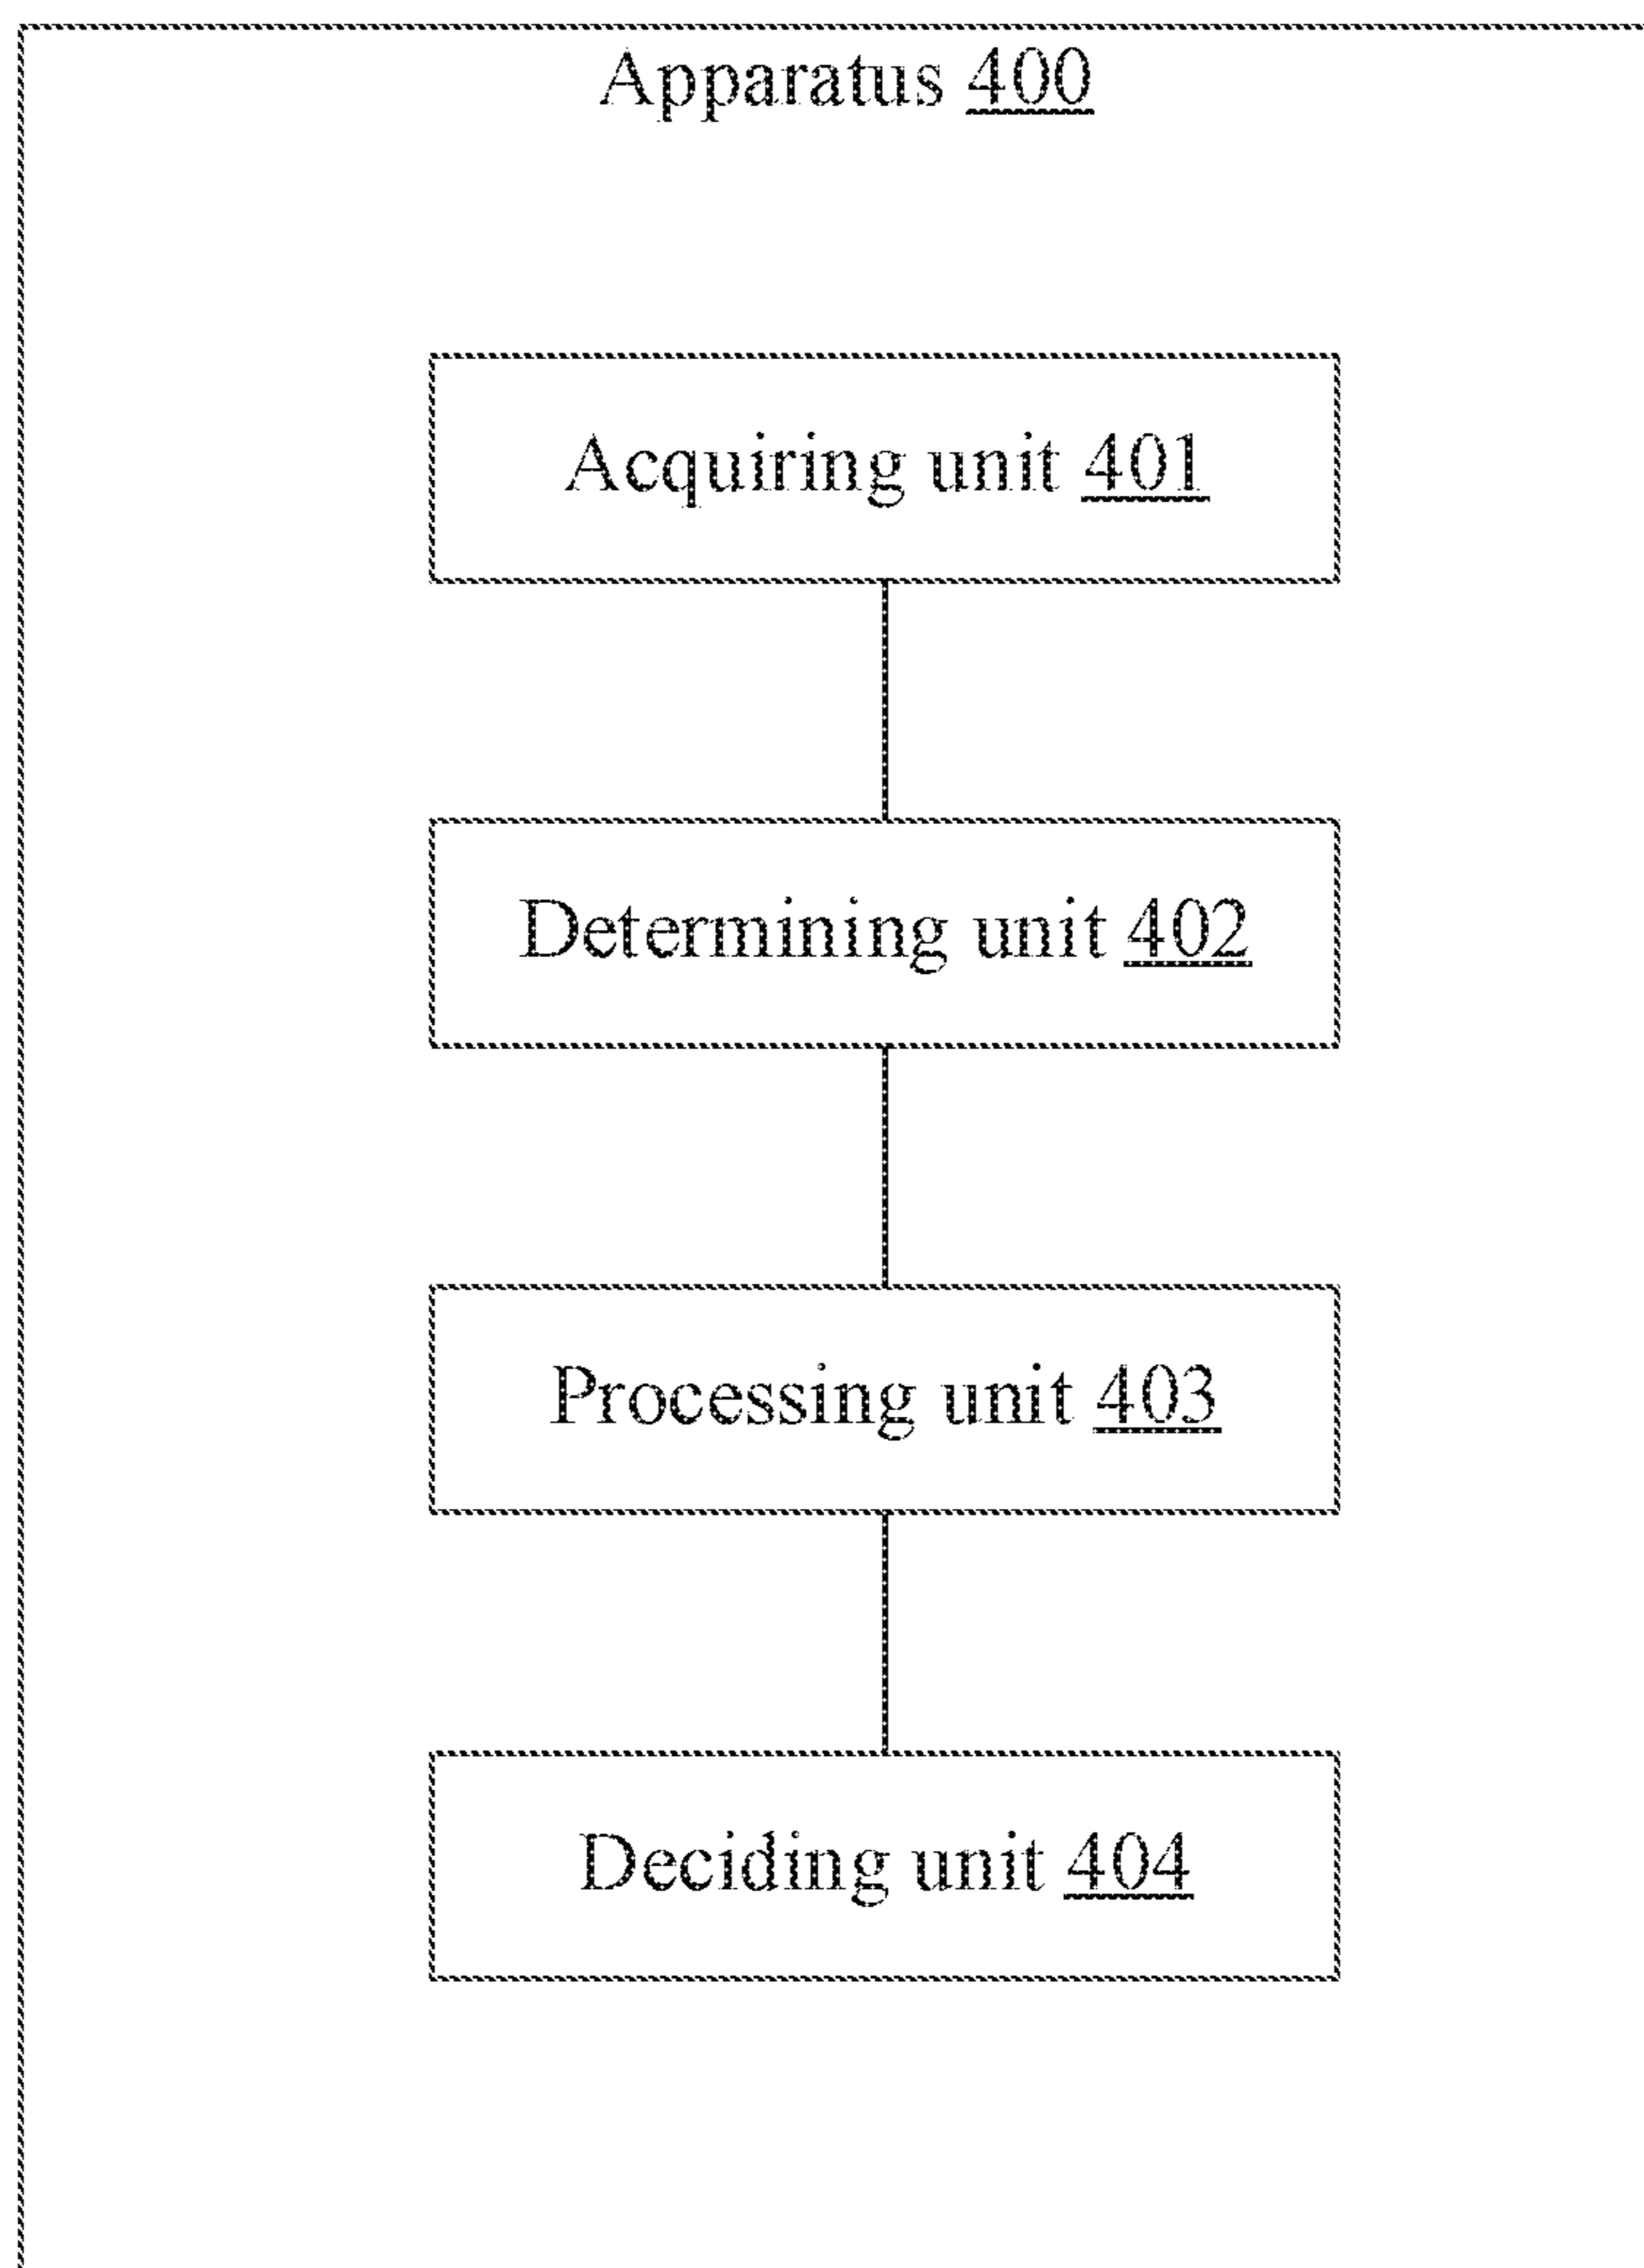 Apparatus 400
Acquiring unit 401
Determining unit 402
Processing unit 403
Deciding unit 404